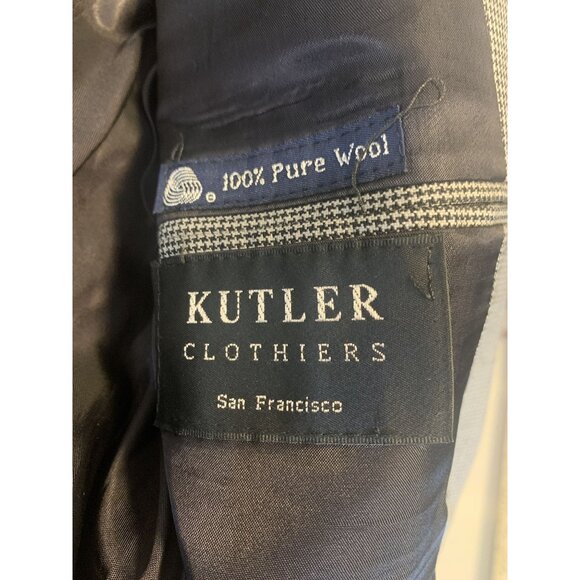 100% Pure Wool
KUTLER
CLOTHIERS
San Francisco